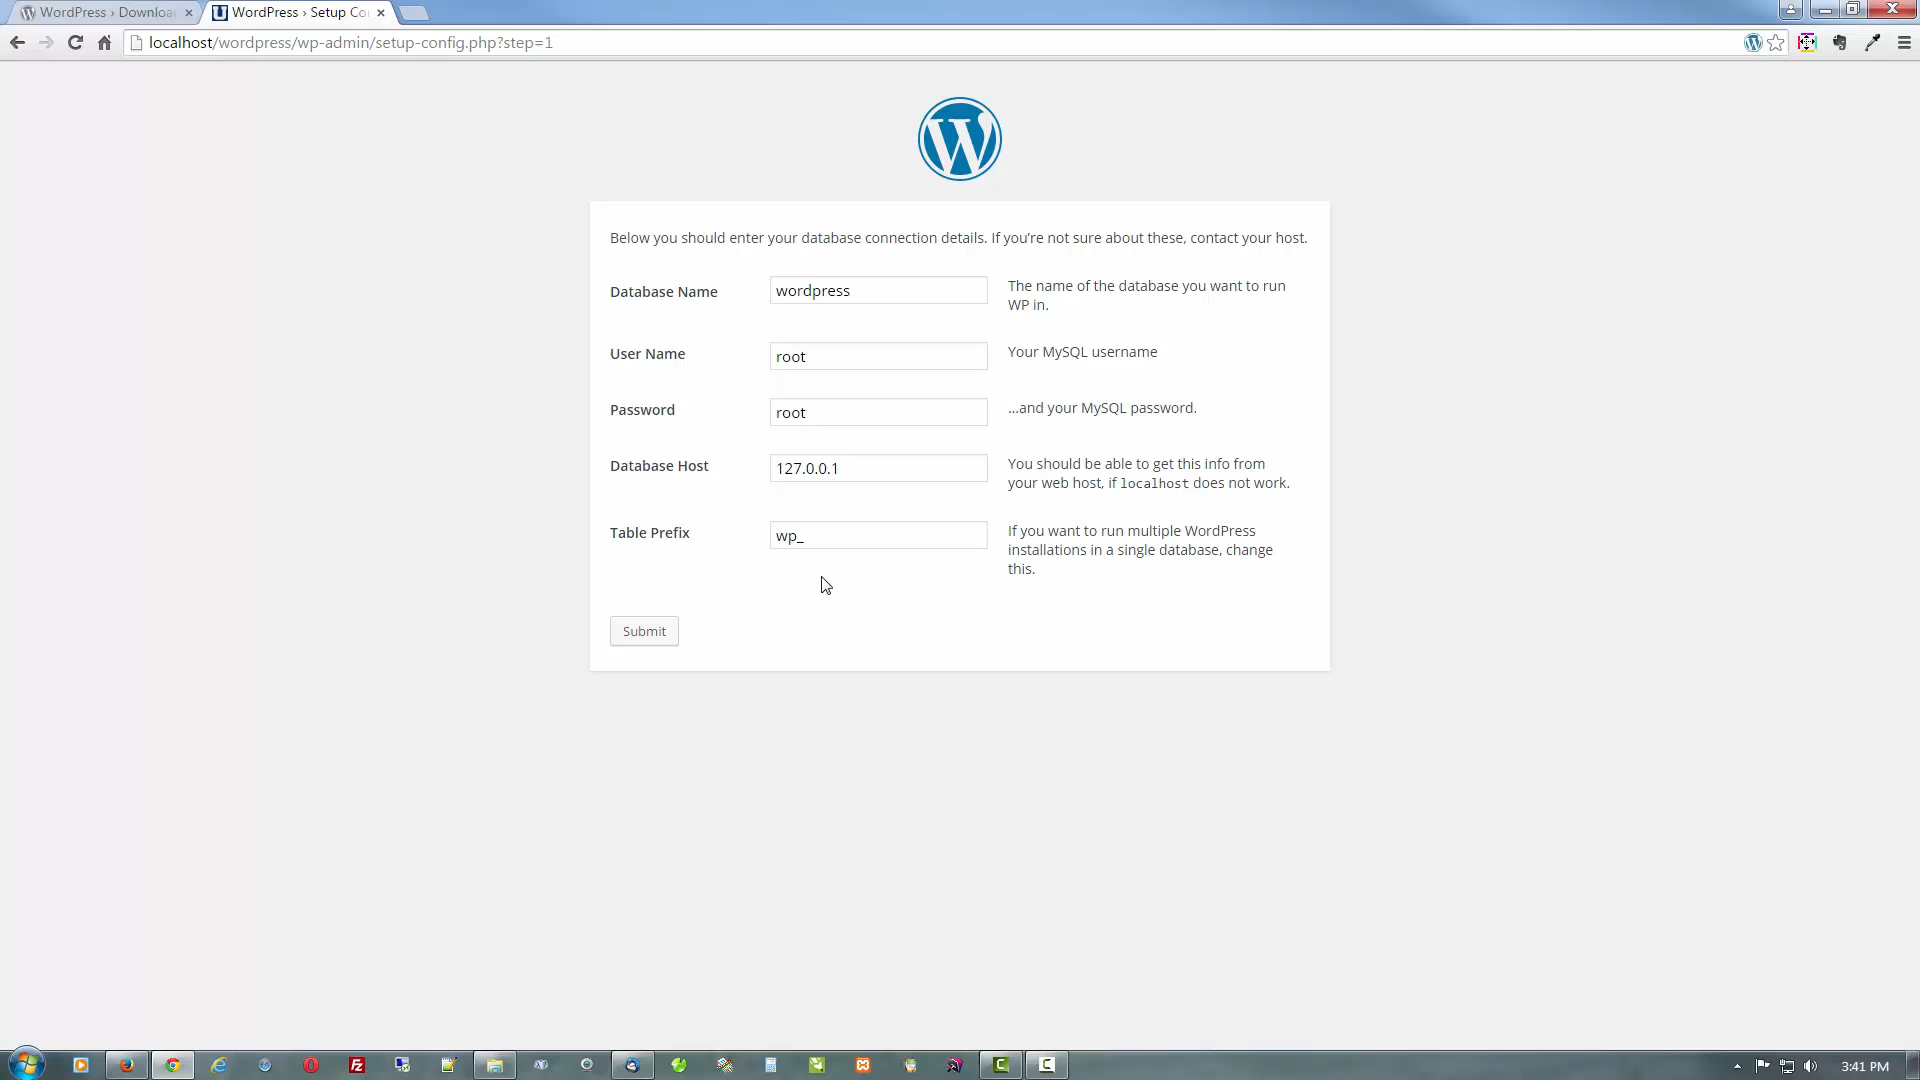 WordPress › Downloa
WordPress › Setup Co
localhost/wordpress/wp-admin/setup-config.php?step=1
Below you should enter your database connection details. If you’re not sure about these, contact your host.
Database Name
wordpress
The name of the database you want to run
WP in.
User Name
root
Your MySQL username
Password
root
…and your MySQL password.
Database Host
127.0.0.1
You should be able to get this info from
your web host, if localhost does not work.
Table Prefix
wp_
If you want to run multiple WordPress
installations in a single database, change
this.
Submit
3:41 PM